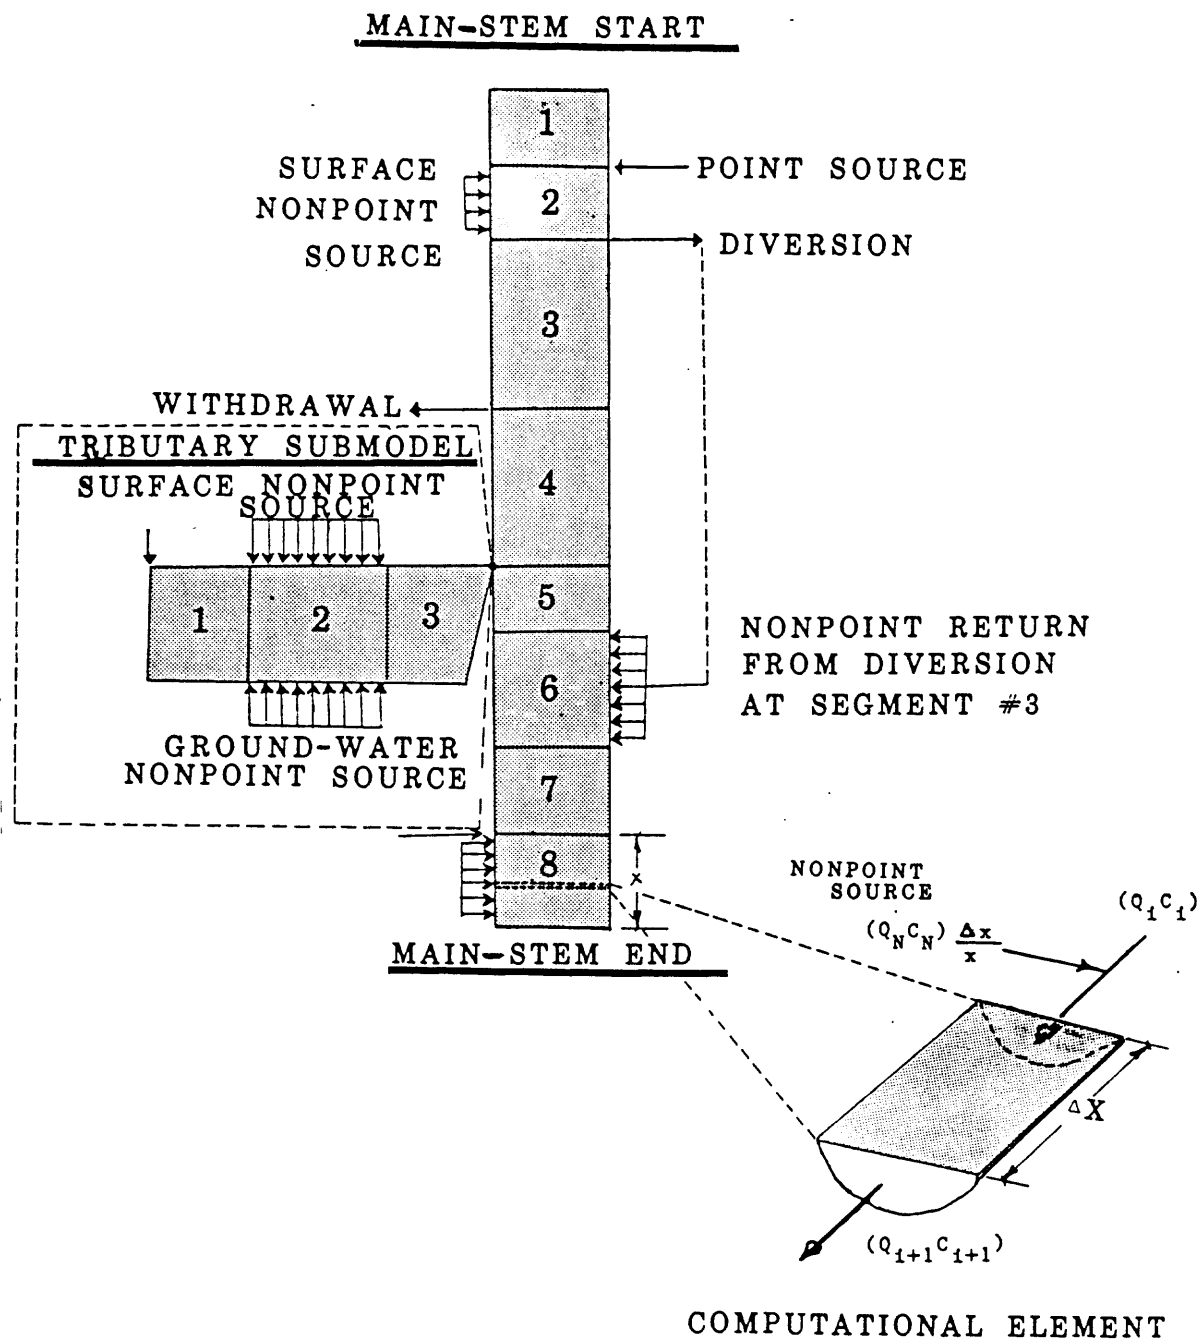 MAIN-STEM START
1
SURFACE
POINT SOURCE
NONPOINT
2
SOURCE
DIVERSION
3
WITHDRAWAL
TRIBUTARY SUBMODEL
SURFACE NONPOINT
SOURCE
4
1
2
3
5
NONPOINT RETURN
FROM DIVERSION
AT SEGMENT #3
6
GROUND-WATER
NONPOINT SOURCE
7
8
x
NONPOINT
SOURCE
(Q_N C_N) Δx/x
(Q_i C_i)
MAIN-STEM END
ΔX
(Q_{i+1} C_{i+1})
COMPUTATIONAL ELEMENT